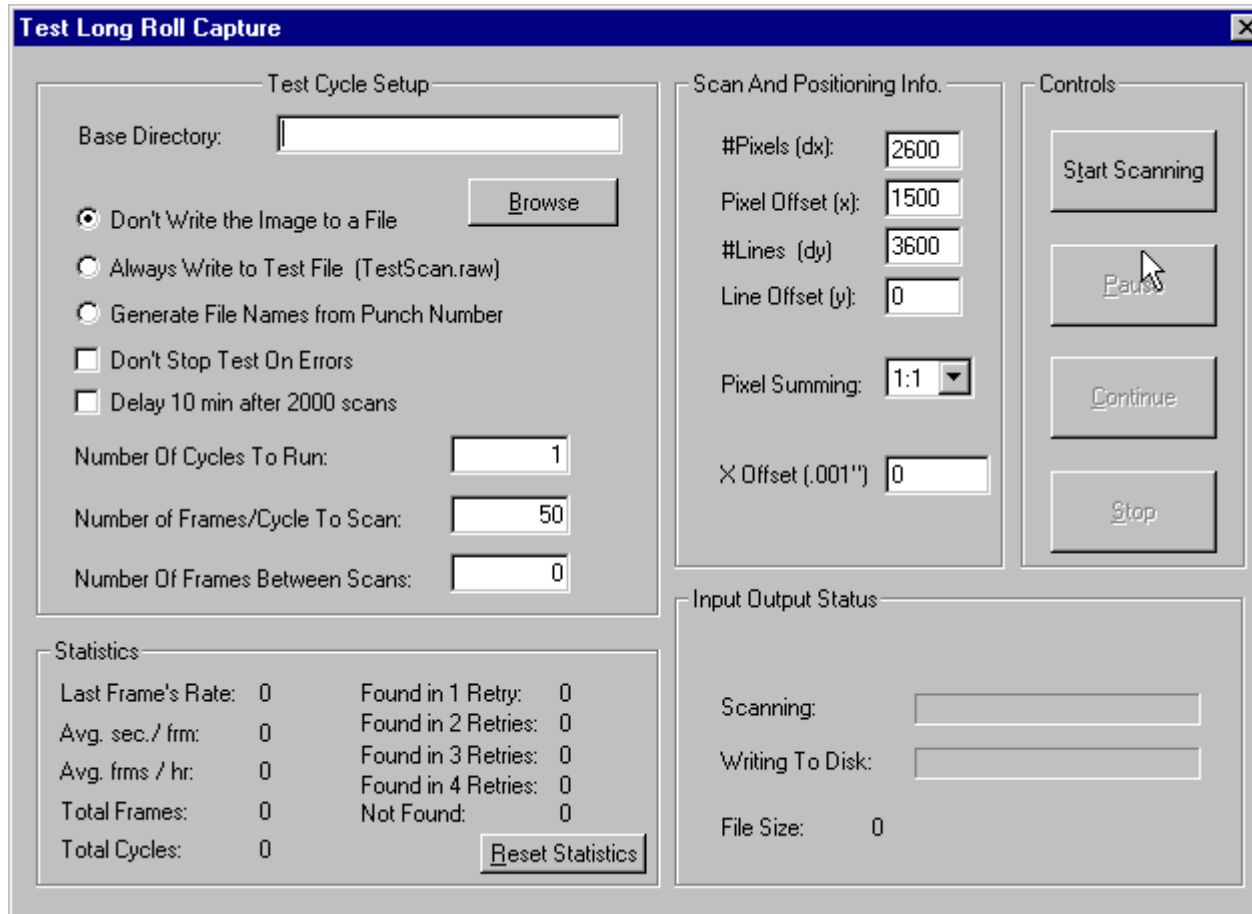 Test Long Roll Capture
Test Cycle Setup
Base Directory:
Browse
Don't Write the Image to a File
Always Write to Test File (TestScan.raw)
Generate File Names from Punch Number
Don't Stop Test On Errors
Delay 10 min after 2000 scans
Number Of Cycles To Run: 1
Number of Frames/Cycle To Scan: 50
Number Of Frames Between Scans: 0
Scan And Positioning Info.
#Pixels (dx): 2600
Pixel Offset (x): 1500
#Lines (dy) 3600
Line Offset (y): 0
Pixel Summing: 1:1
X Offset (.001") 0
Controls
Start Scanning
Pause
Continue
Stop
Statistics
Last Frame's Rate: 0
Avg. sec./ frm: 0
Avg. frms / hr: 0
Total Frames: 0
Total Cycles: 0
Found in 1 Retry: 0
Found in 2 Retries: 0
Found in 3 Retries: 0
Found in 4 Retries: 0
Not Found: 0
Reset Statistics
Input Output Status
Scanning:
Writing To Disk:
File Size: 0